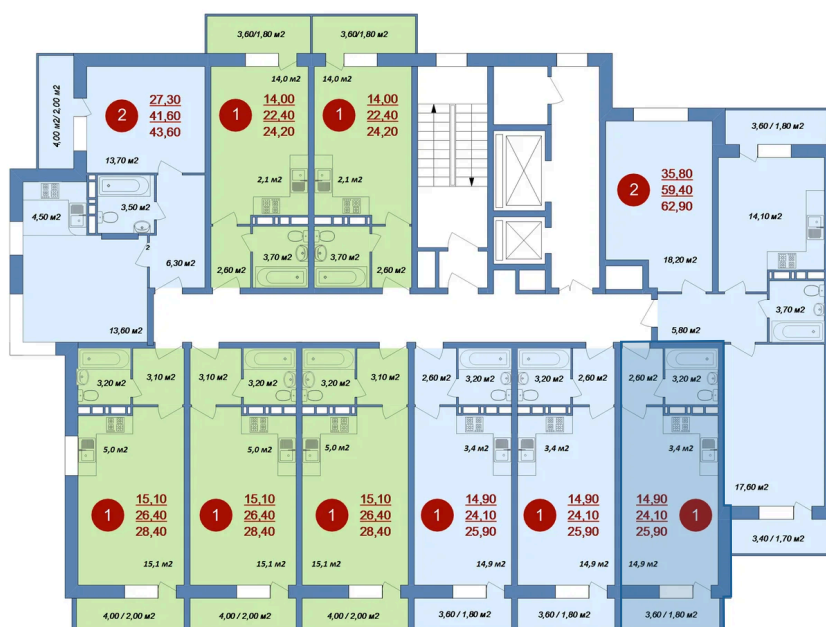 3,60/1,80 м2
3,60/1,80 м2
4,00 м2/ 2,00 м2
2
27,30
41,60
43,60
13,70 м2
14,0 м2
1
14,00
22,40
24,20
2,1 м2
14,0 м2
1
14,00
22,40
24,20
2,1 м2
3,60 / 1,80 м2
2
35,80
59,40
62,90
18,20 м2
14,10 м2
4,50 м2
3,50 м2
2
6,30 м2
13,60 м2
2,60 м2
3,70 м2
3,70 м2
2,60 м2
5,80 м2
3,70 м2
3,20 м2
3,10 м2
3,10 м2
3,20 м2
3,20 м2
3,10 м2
2,60 м2
3,20 м2
3,20 м2
2,60 м2
2,60 м2
3,20 м2
5,0 м2
5,0 м2
5,0 м2
3,4 м2
3,4 м2
3,4 м2
1
15,10
26,40
28,40
15,1 м2
1
15,10
26,40
28,40
15,1 м2
1
15,10
26,40
28,40
15,1 м2
1
14,90
24,10
25,90
14,9 м2
1
14,90
24,10
25,90
14,9 м2
14,90
24,10
25,90
1
14,9 м2
17,60 м2
3,40 / 1,70 м2
4,00 / 2,00 м2
4,00 / 2,00 м2
4,00 / 2,00 м2
3,60 / 1,80 м2
3,60 / 1,80 м2
3,60 / 1,80 м2